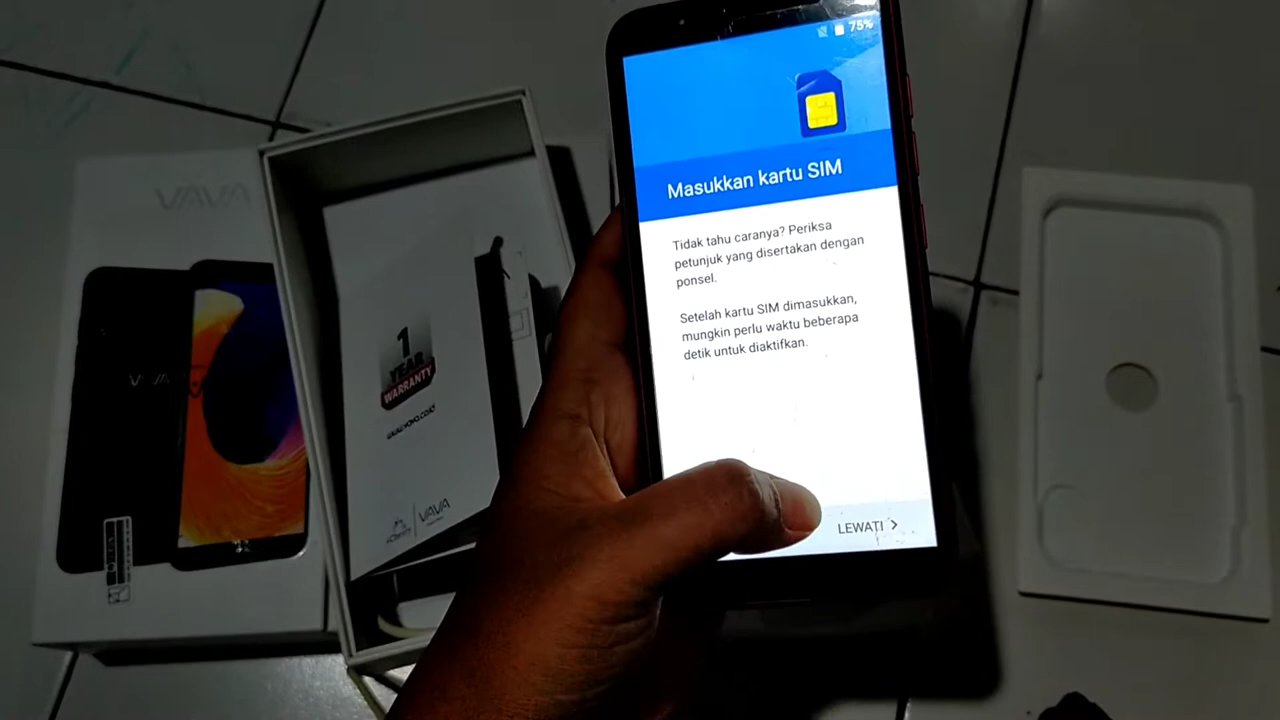 75%
Masukkan kartu SIM
Tidak tahu caranya? Periksa
petunjuk yang disertakan dengan
ponsel.
Setelah kartu SIM dimasukkan,
mungkin perlu waktu beberapa
detik untuk diaktifkan.
LEWATI >
VAVA
VAVA
1
YEAR
WARRANTY
VAVA